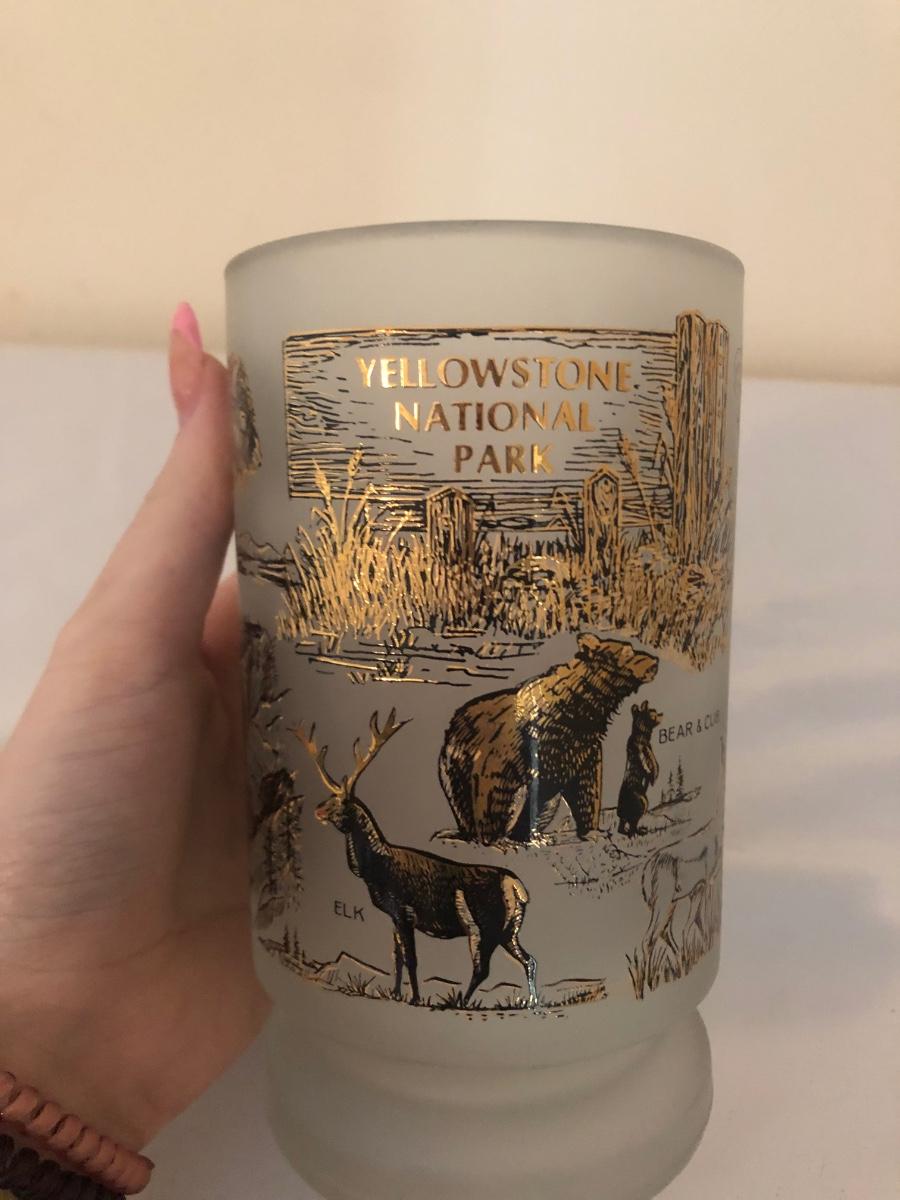 YELLOWSTONE
NATIONAL
PARK
BEAR & CUB
ELK